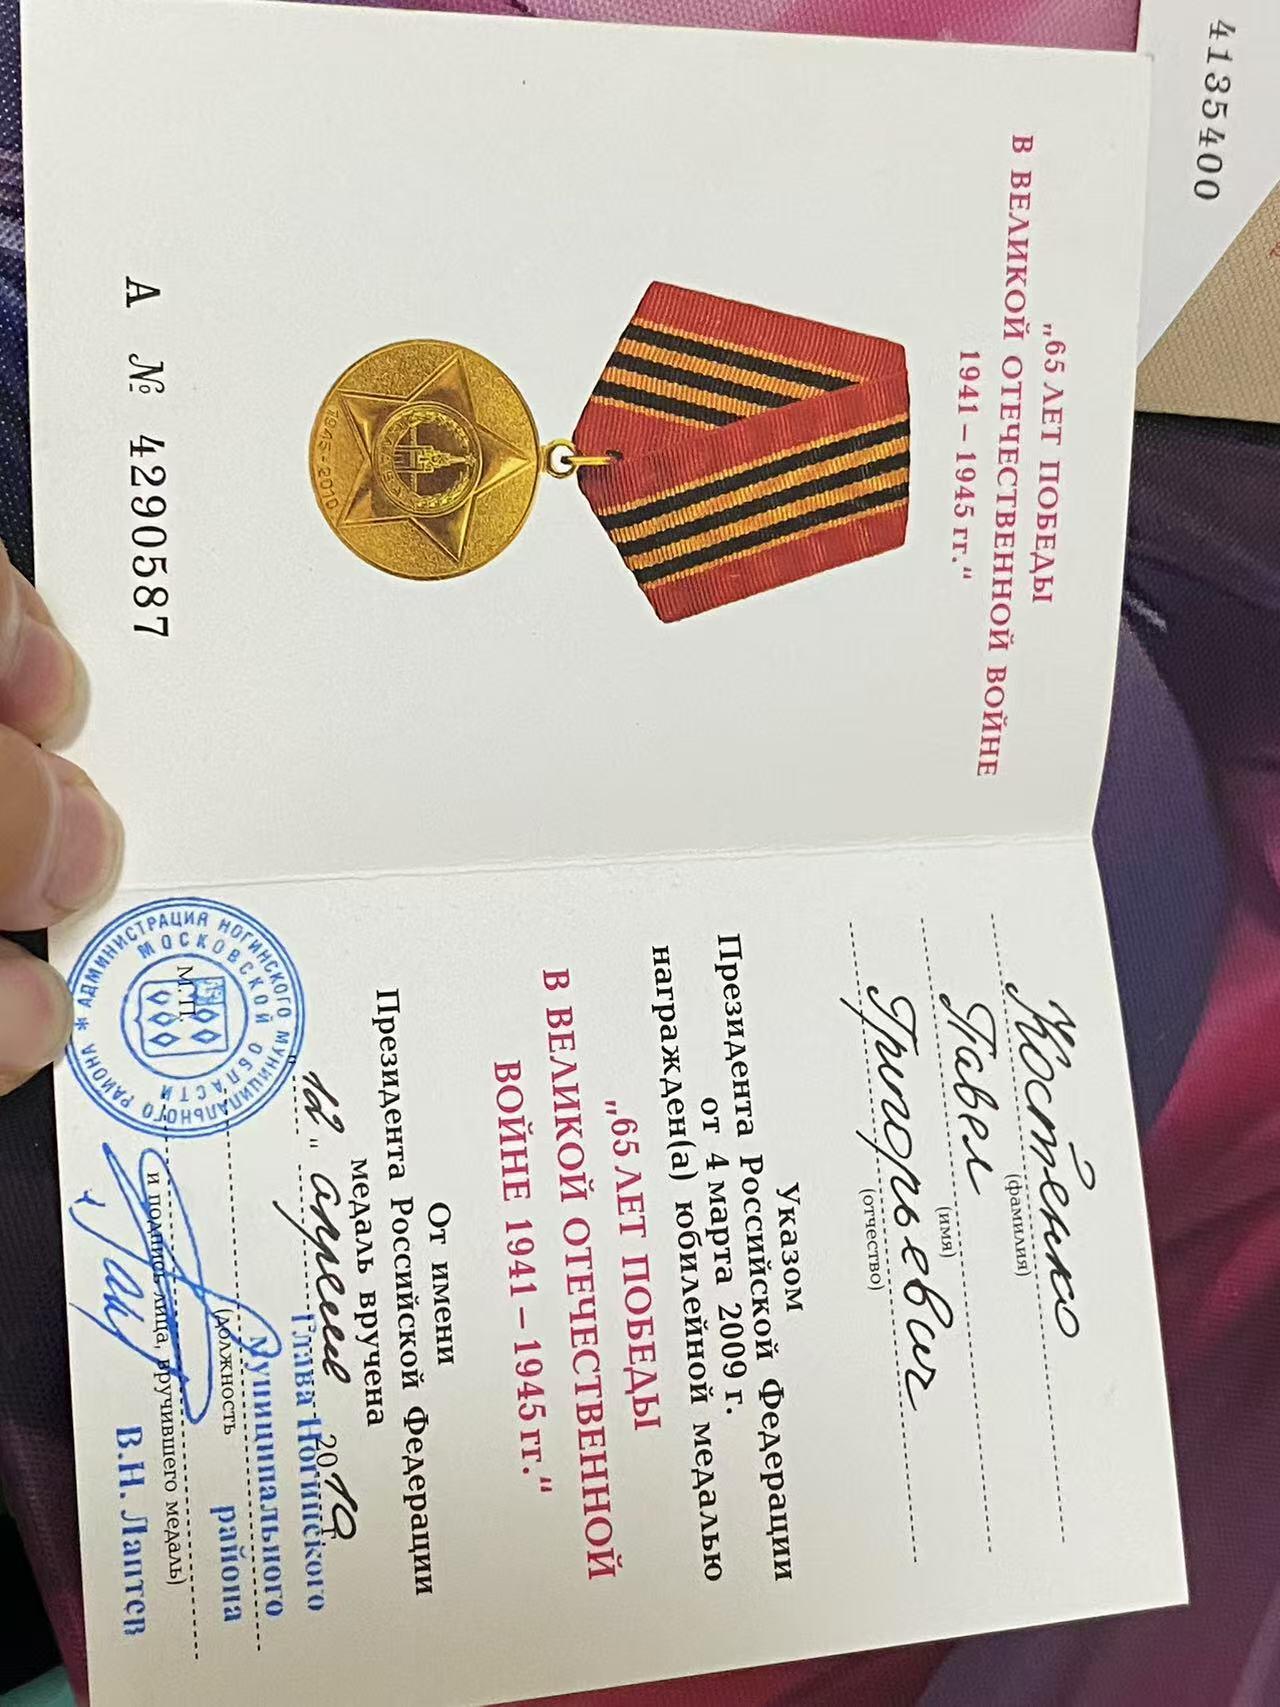 4135400
„65 ЛЕТ ПОБЕДЫ
В ВЕЛИКОЙ ОТЕЧЕСТВЕННОЙ ВОЙНЕ
1941 – 1945 гг.“
1945-2010
А № 4290587
Костенко
(фамилия)
Павел
(имя)
Григорьевич
(отчество)
Указом
Президента Российской Федерации
от 4 марта 2009 г.
награжден(а) юбилейной медалью
„65 ЛЕТ ПОБЕДЫ
В ВЕЛИКОЙ ОТЕЧЕСТВЕННОЙ
ВОЙНЕ 1941 – 1945 гг.“
От имени
Президента Российской Федерации
медаль вручена
„12“ апреля 2010 г.
Глава Ногинского
муниципального
района
(должность
и подпись лица, вручившего медаль)
В.Н. Лаптев
М.П.
* АДМИНИСТРАЦИЯ НОГИНСКОГО МУНИЦИПАЛЬНОГО РАЙОНА
МОСКОВСКОЙ ОБЛАСТИ